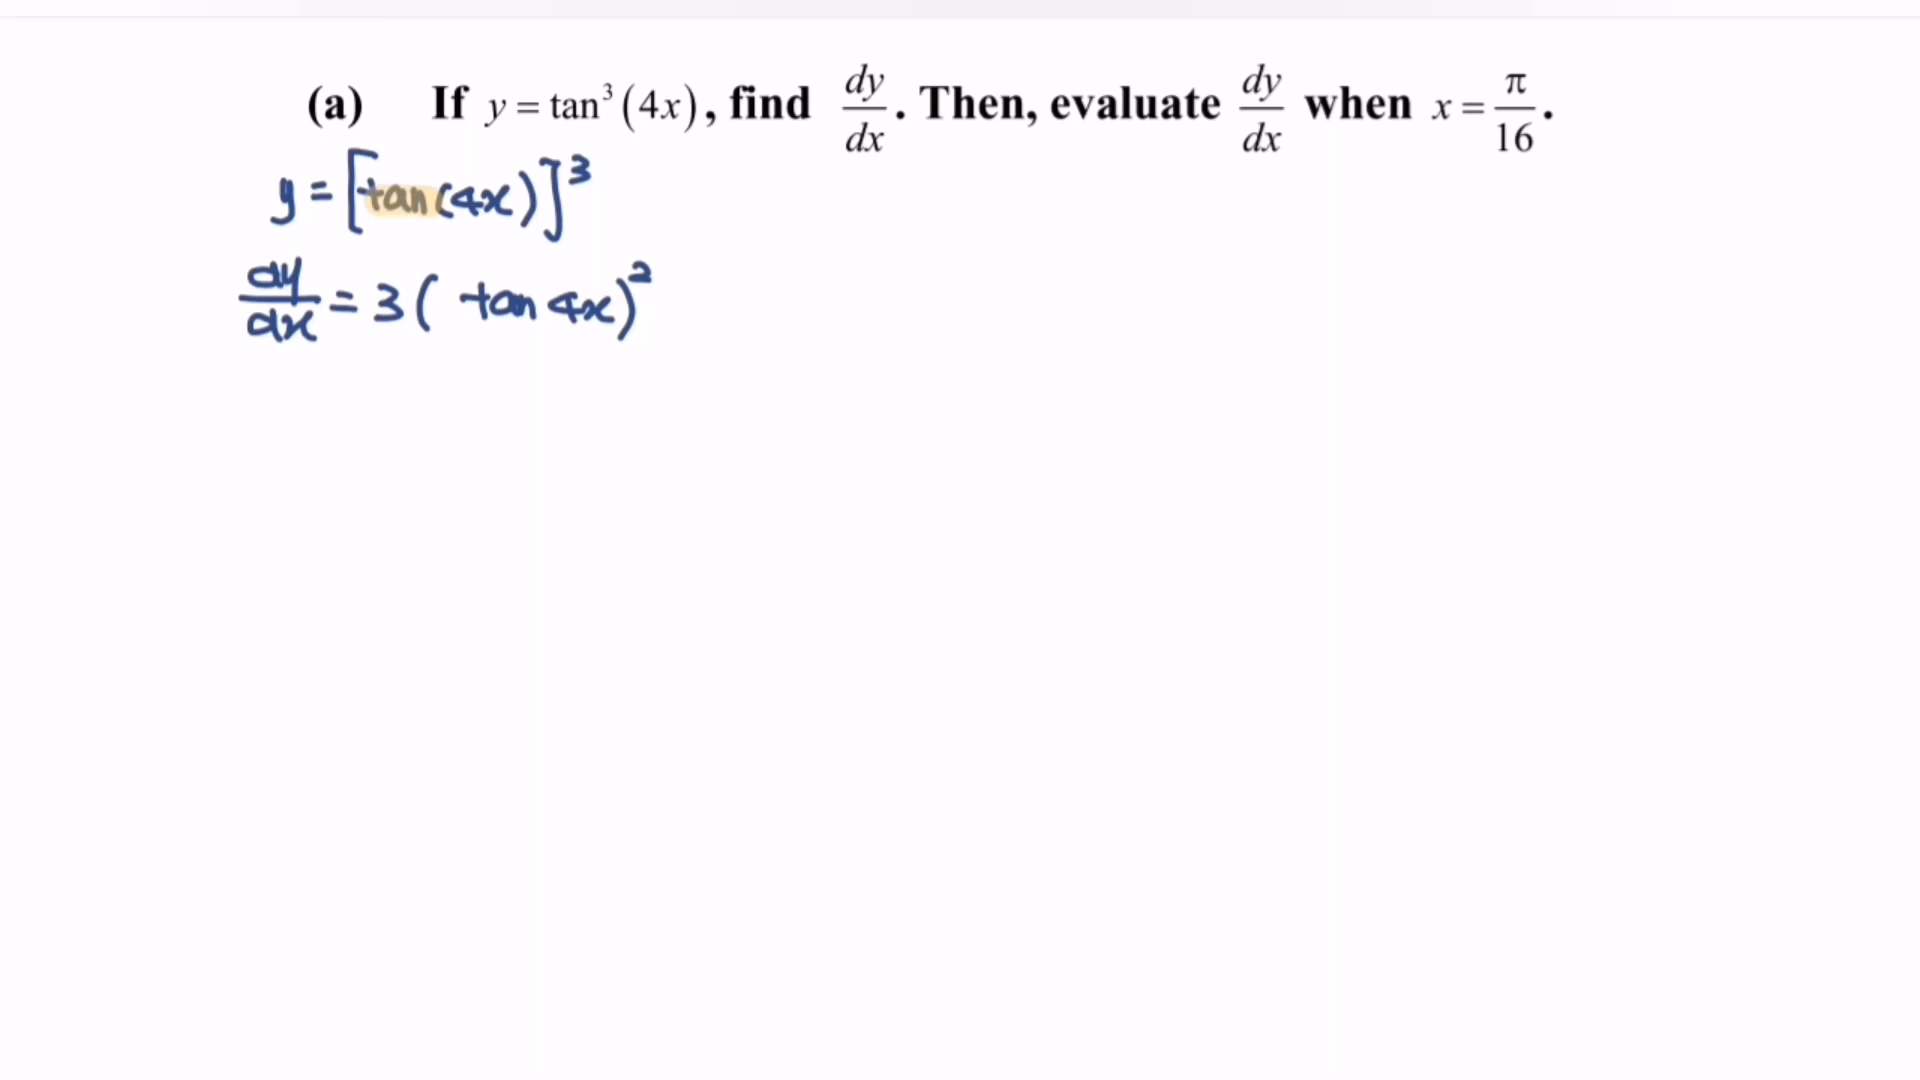 (a) If y = tan³(4x), find dy/dx. Then, evaluate dy/dx when x = π/16.
y = [tan(4x)]³
dy/dx = 3( tan 4x)²